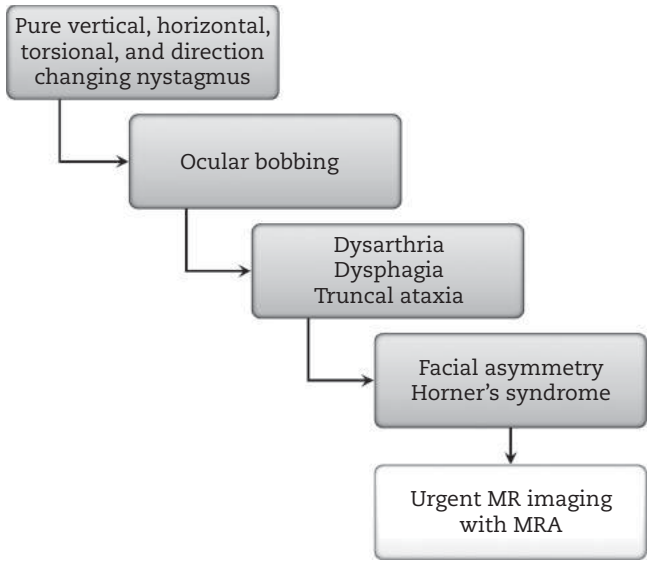 Pure vertical, horizontal,
torsional, and direction
changing nystagmus
Ocular bobbing
Dysarthria
Dysphagia
Truncal ataxia
Facial asymmetry
Horner's syndrome
Urgent MR imaging
with MRA